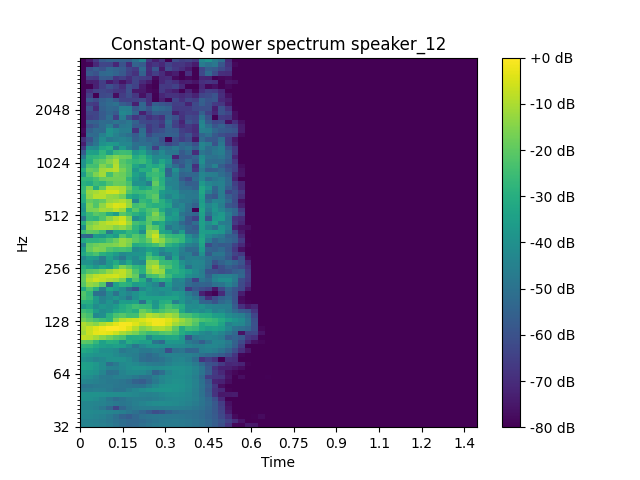 Constant-Q power spectrum speaker_12
Hz
2048
1024
512
256
128
64
32
0 0.15 0.3 0.45 0.6 0.75 0.9 1.1 1.2 1.4
Time
+0 dB
-10 dB
-20 dB
-30 dB
-40 dB
-50 dB
-60 dB
-70 dB
-80 dB